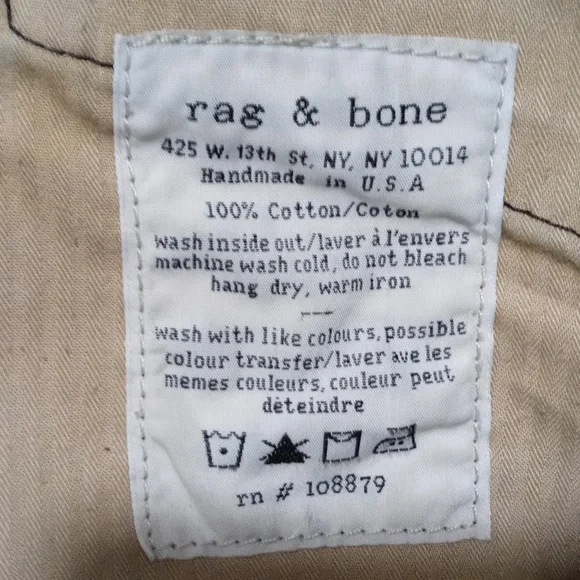 rag & bone
425 W. 13th St, NY, NY 10014
Handmade in U.S.A
100% Cotton/Coton
wash inside out/laver à l'envers
machine wash cold, do not bleach
hang dry, warm iron
---
wash with like colours, possible
colour transfer/laver ave les
memes couleurs, couleur peut
déteindre
rn # 108879